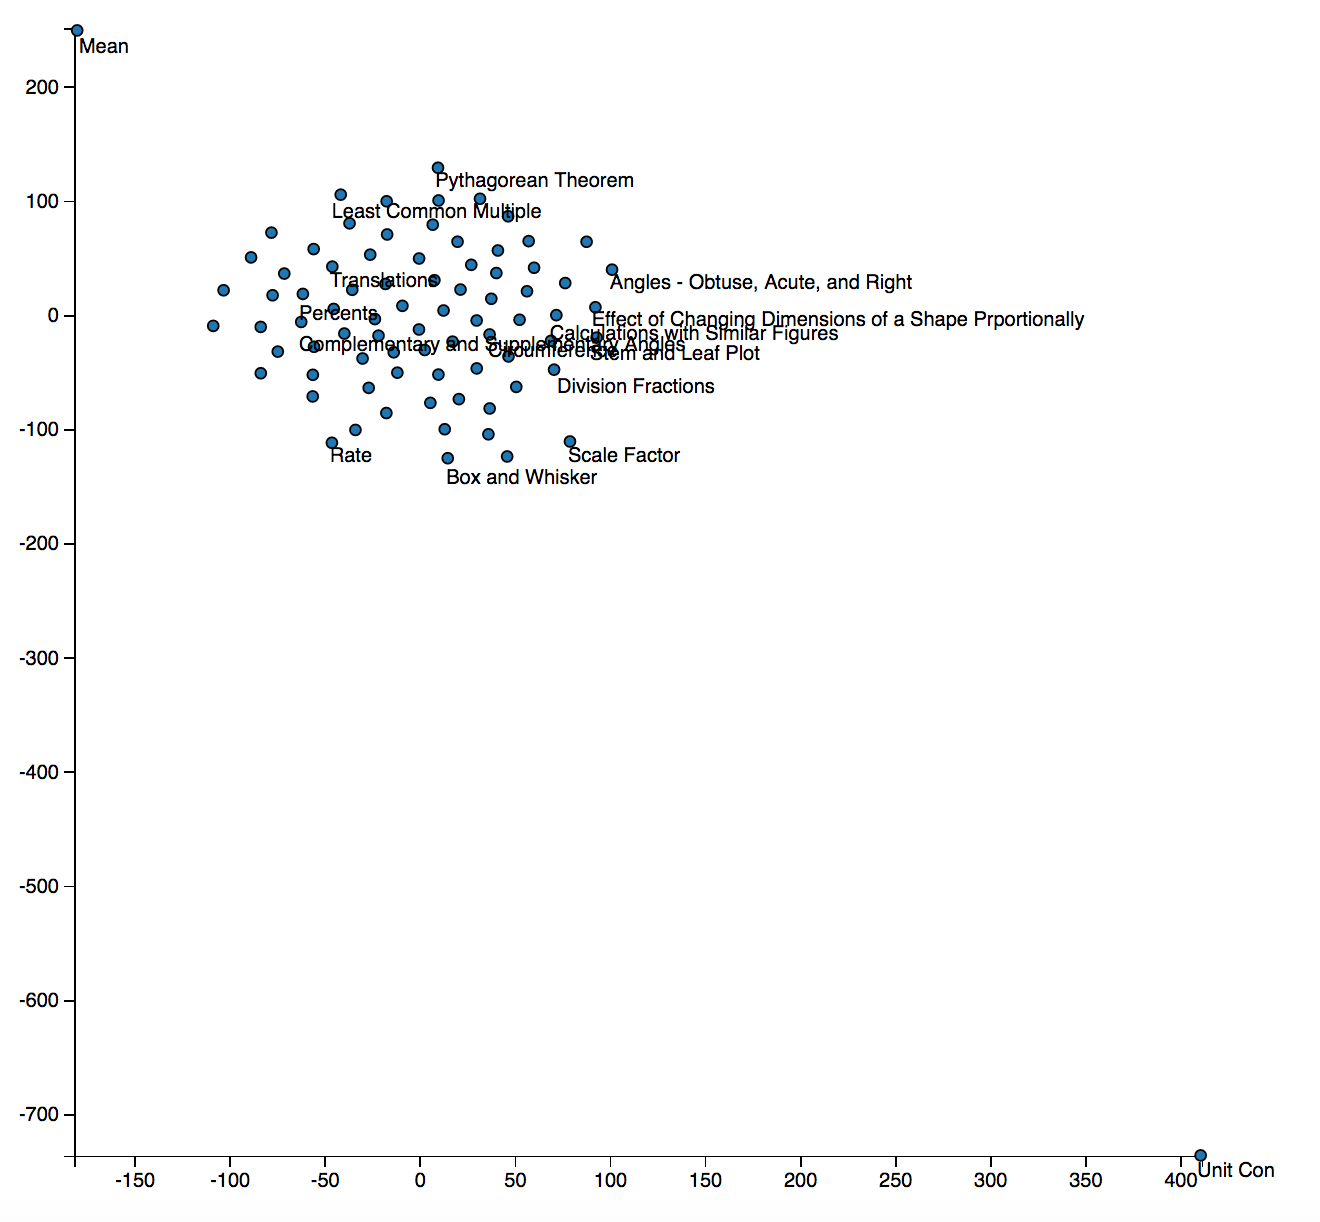 Mean
200
Pythagorean Theorem
100
Least Common Multiple
Translations
Angles - Obtuse, Acute, and Right
0
Percents
Effect of Changing Dimensions of a Shape Prportionally
Calculations with Similar Figures
Complementary and Supplementary Angles
Circumference
Stem and Leaf Plot
Division Fractions
-100
Rate
Scale Factor
Box and Whisker
-200
-300
-400
-500
-600
-700
-150 -100 -50 0 50 100 150 200 250 300 350 400
Unit Con